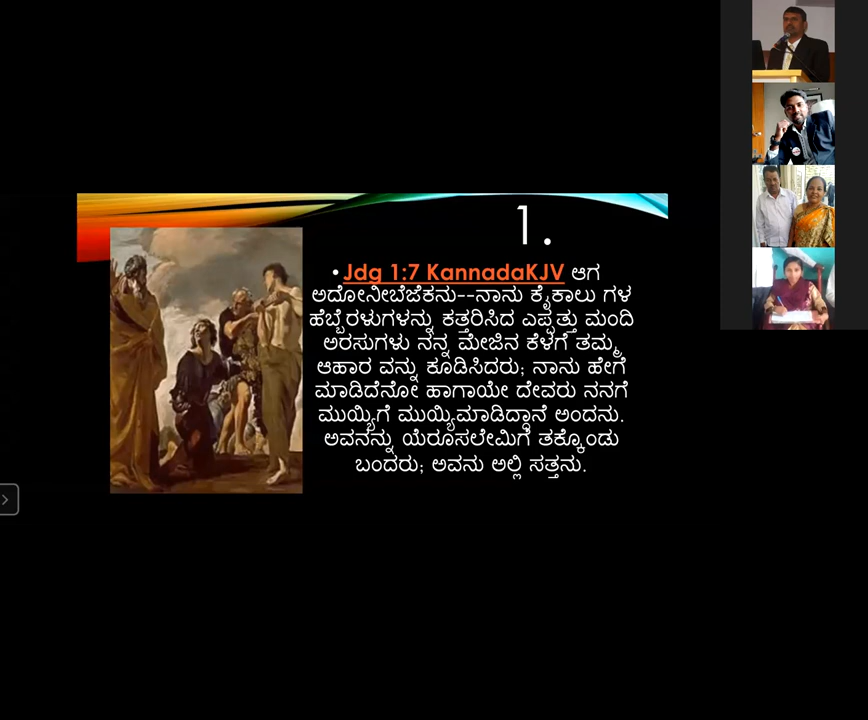 1.
• Jdg 1:7 KannadaKJV ಆಗ
ಅದೋನೀಬೆಜೆಕನು--ನಾನು ಕೈಕಾಲು ಗಳ
ಹೆಬ್ಬೆರಳುಗಳನ್ನು ಕತ್ತರಿಸಿದ ಎಪ್ಪತ್ತು ಮಂದಿ
ಅರಸುಗಳು ನನ್ನ ಮೇಜಿನ ಕೆಳಗೆ ತಮ್ಮ
ಆಹಾರ ವನ್ನು ಕೂಡಿಸಿದರು; ನಾನು ಹೇಗೆ
ಮಾಡಿದೆನೋ ಹಾಗಾಯೇ ದೇವರು ನನಗೆ
ಮುಯ್ಯಿಗೆ ಮುಯ್ಯಿಮಾಡಿದ್ದಾನೆ ಅಂದನು.
ಅವನನ್ನು ಯೆರೂಸಲೇಮಿಗೆ ತಕ್ಕೊಂಡು
ಬಂದರು; ಅವನು ಅಲ್ಲಿ ಸತ್ತನು.